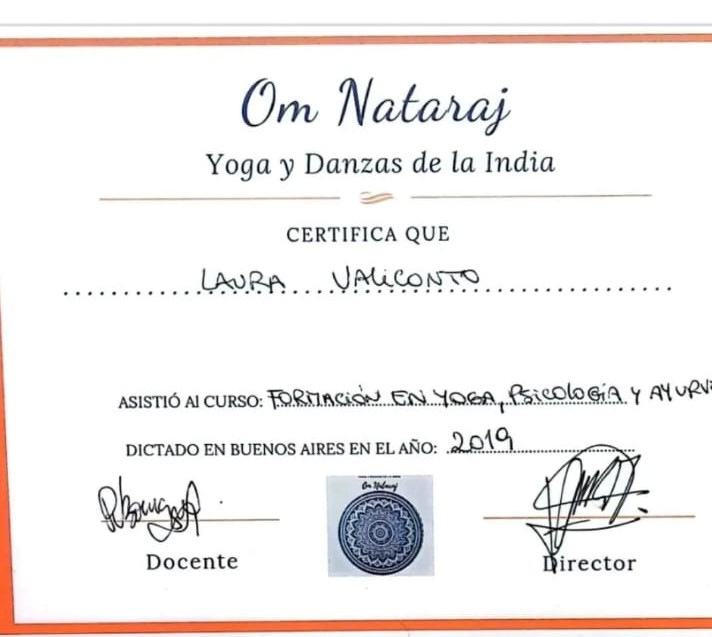 Om Nataraj
Yoga y Danzas de la India
CERTIFICA QUE
LAURA VALICONTO
ASISTIÓ Al CURSO: FORMACIÓN EN YOGA, PSICOLOGÍA Y AYURV
DICTADO EN BUENOS AIRES EN EL AÑO: 2019
Om Nataraj
Docente
Director